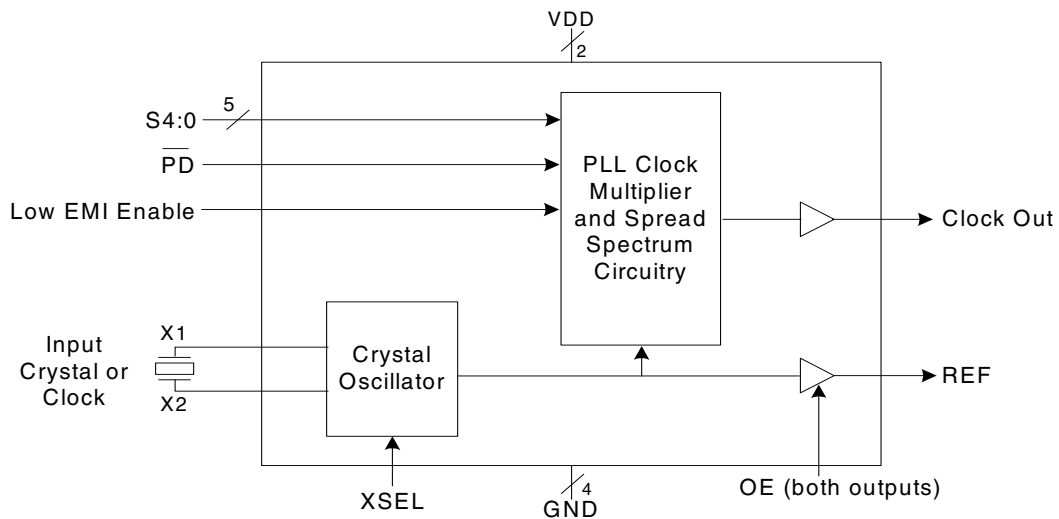 VDD
2
S4:0
5
PD
Low EMI Enable
PLL Clock
Multiplier
and Spread
Spectrum
Circuitry
Clock Out
Input
Crystal or
Clock
X1
X2
Crystal
Oscillator
REF
XSEL
GND
4
OE (both outputs)